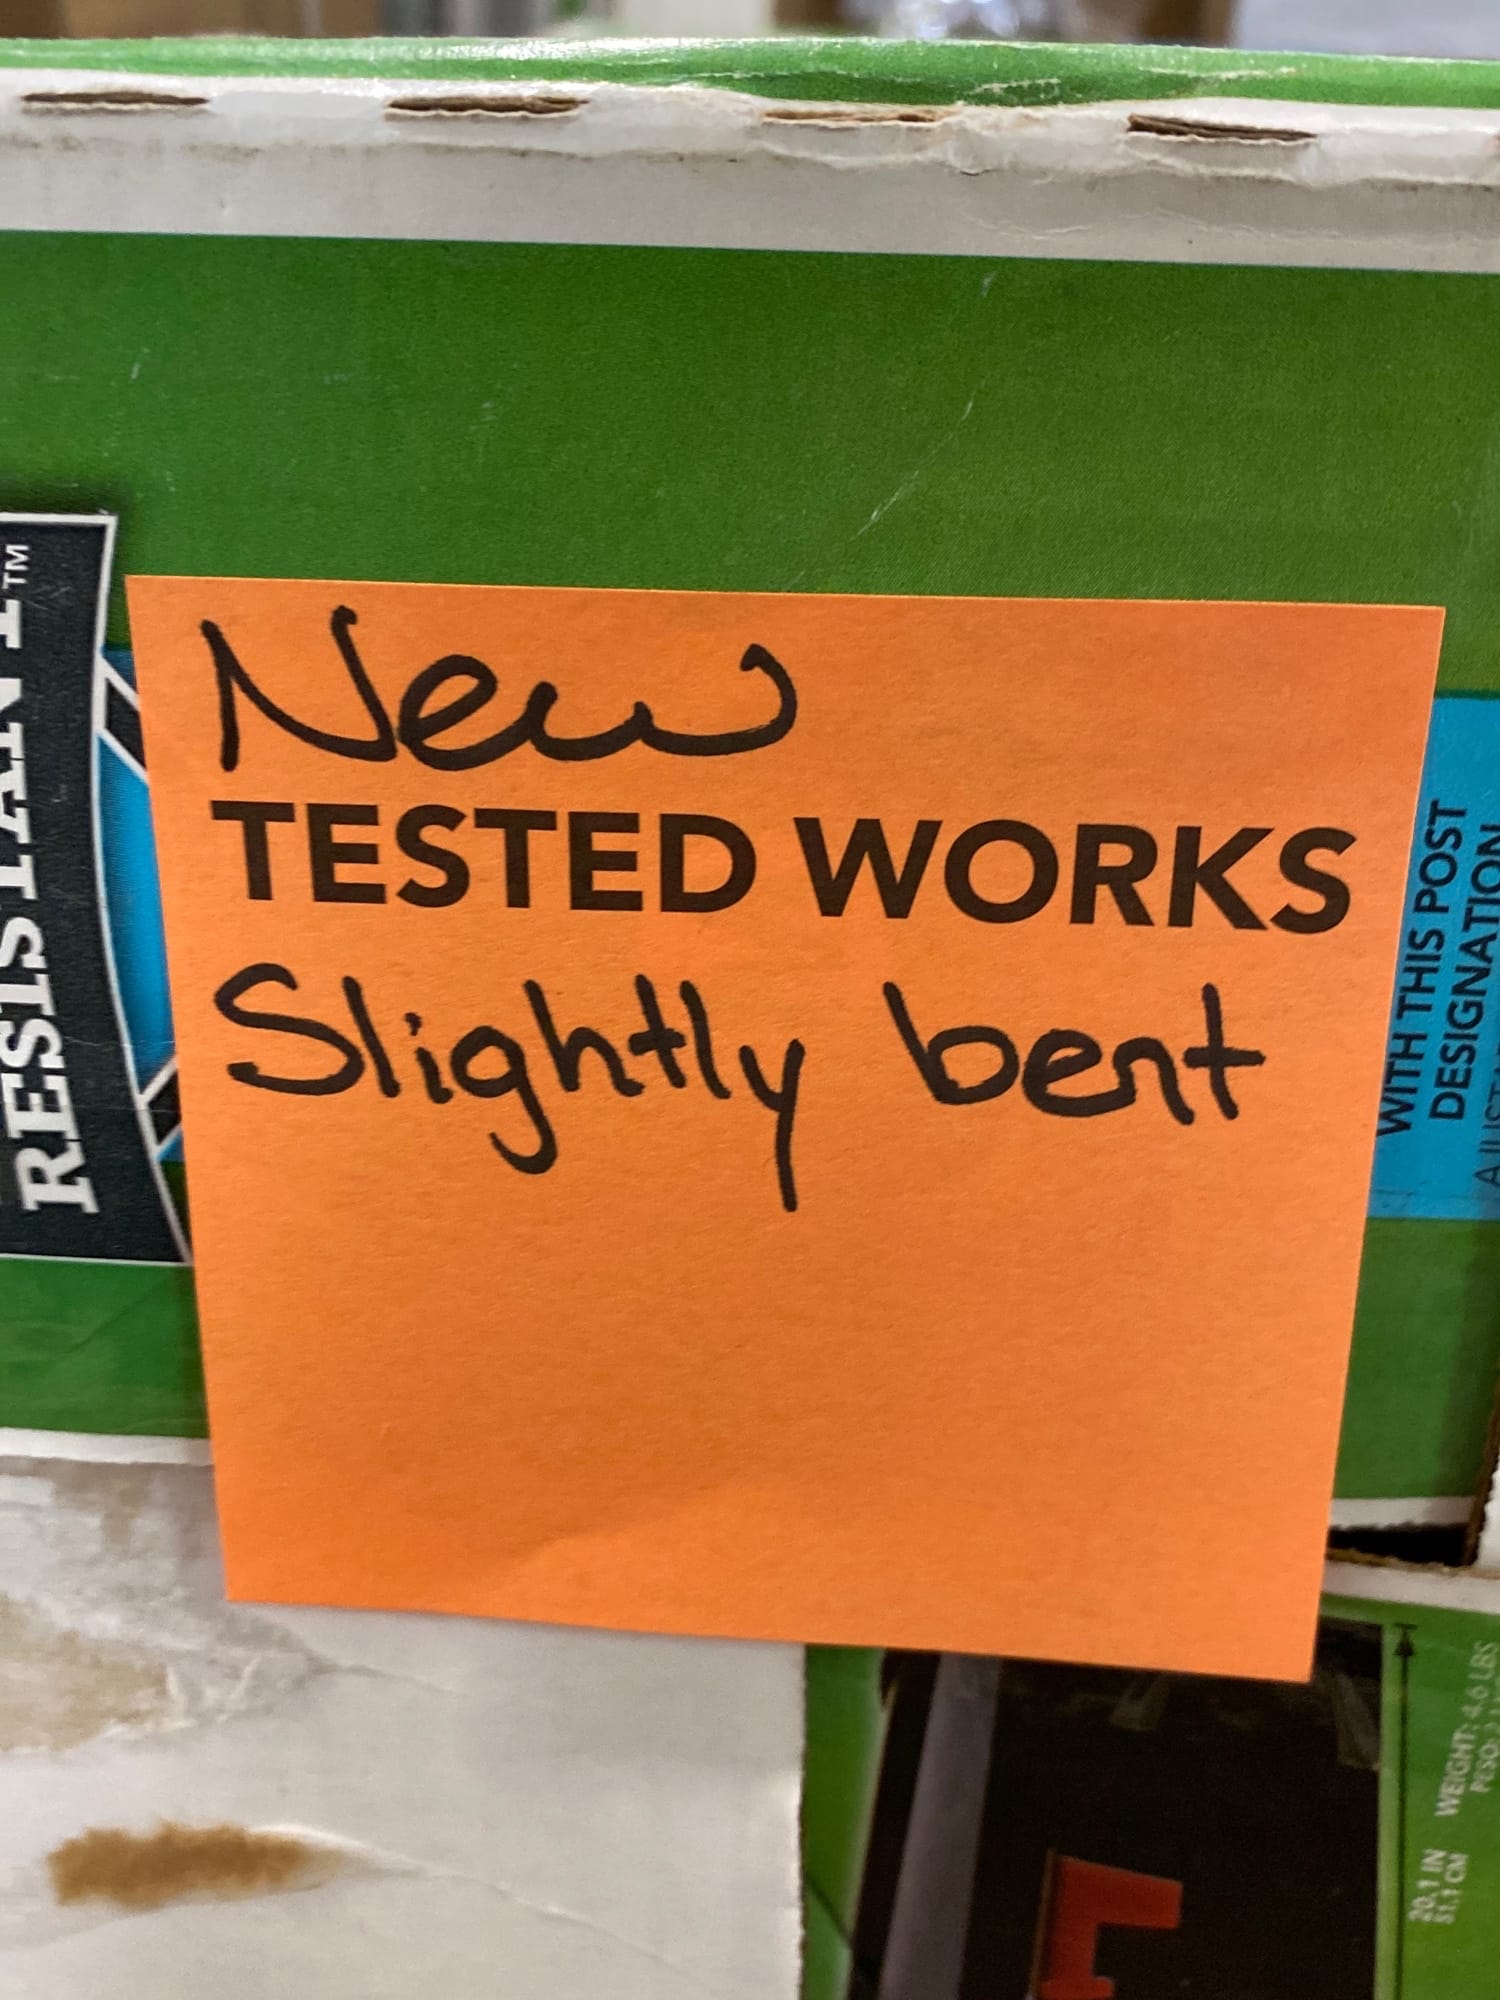 New
TESTED WORKS
Slightly bent
RESISTANT™
WITH THIS POST
DESIGNATION
20.1 IN WEIGHT: 4.6 LBS
51.1 CM